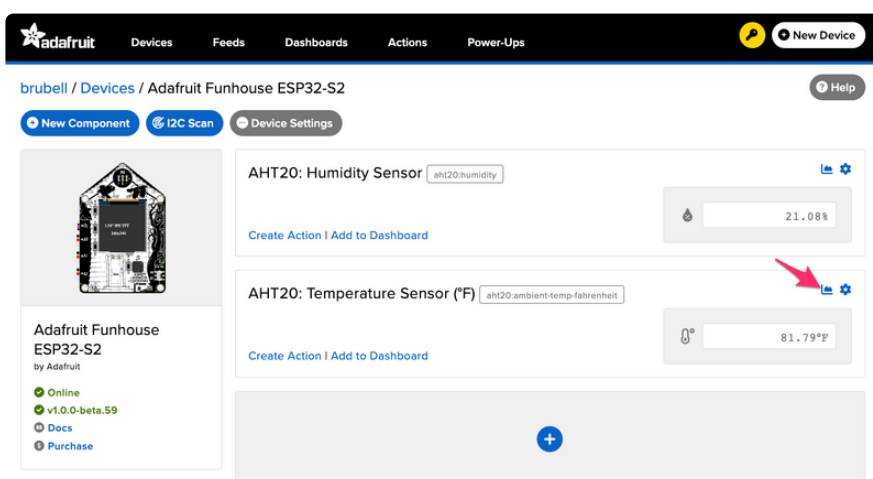 adafruit Devices Feeds Dashboards Actions Power-Ups New Device
brubell / Devices / Adafruit Funhouse ESP32-S2 Help
New Component I2C Scan Device Settings
AHT20: Humidity Sensor aht20:humidity
21.08%
Create Action | Add to Dashboard
AHT20: Temperature Sensor (°F) aht20:ambient-temp-fahrenheit
81.79°F
Create Action | Add to Dashboard
Adafruit Funhouse
ESP32-S2
by Adafruit
Online
v1.0.0-beta.59
Docs
Purchase